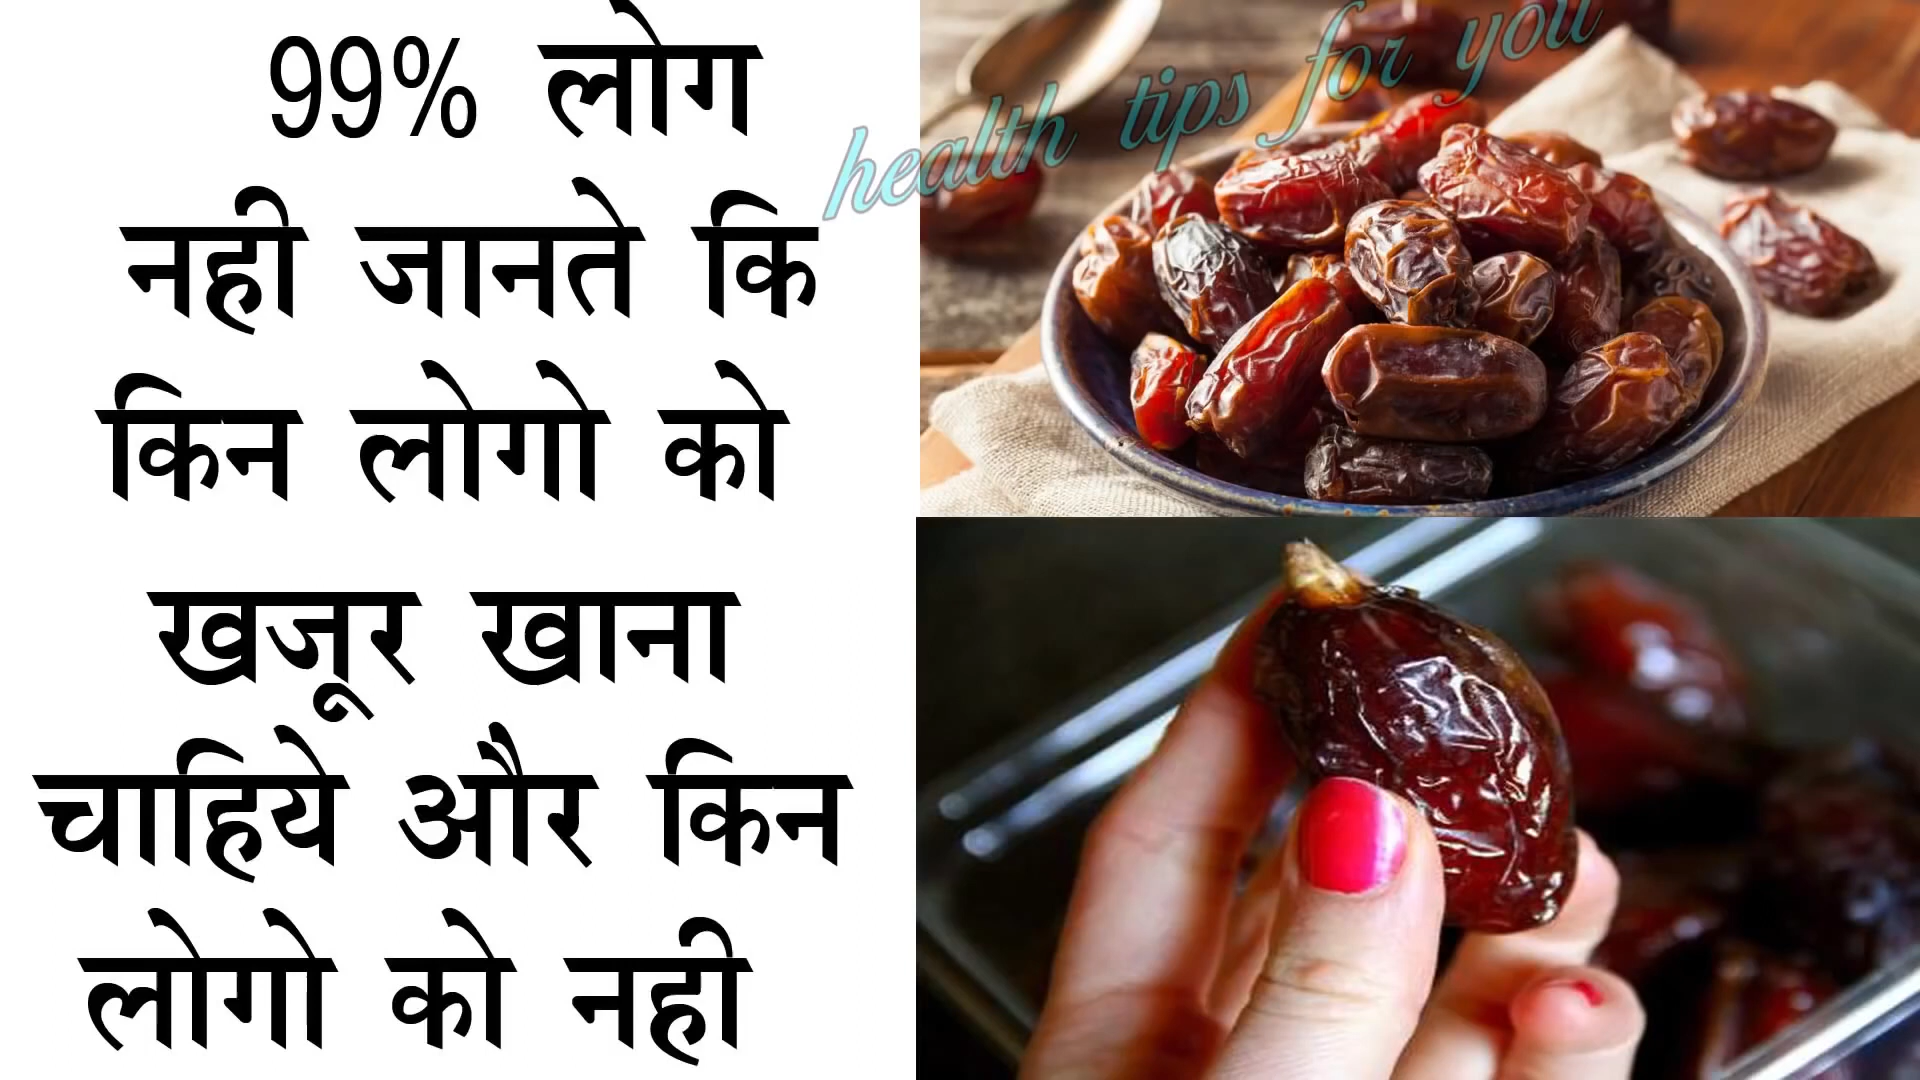 99% लोग
नही जानते कि
किन लोगो को
खजूर खाना
चाहिये और किन
लोगो को नही
health tips for you